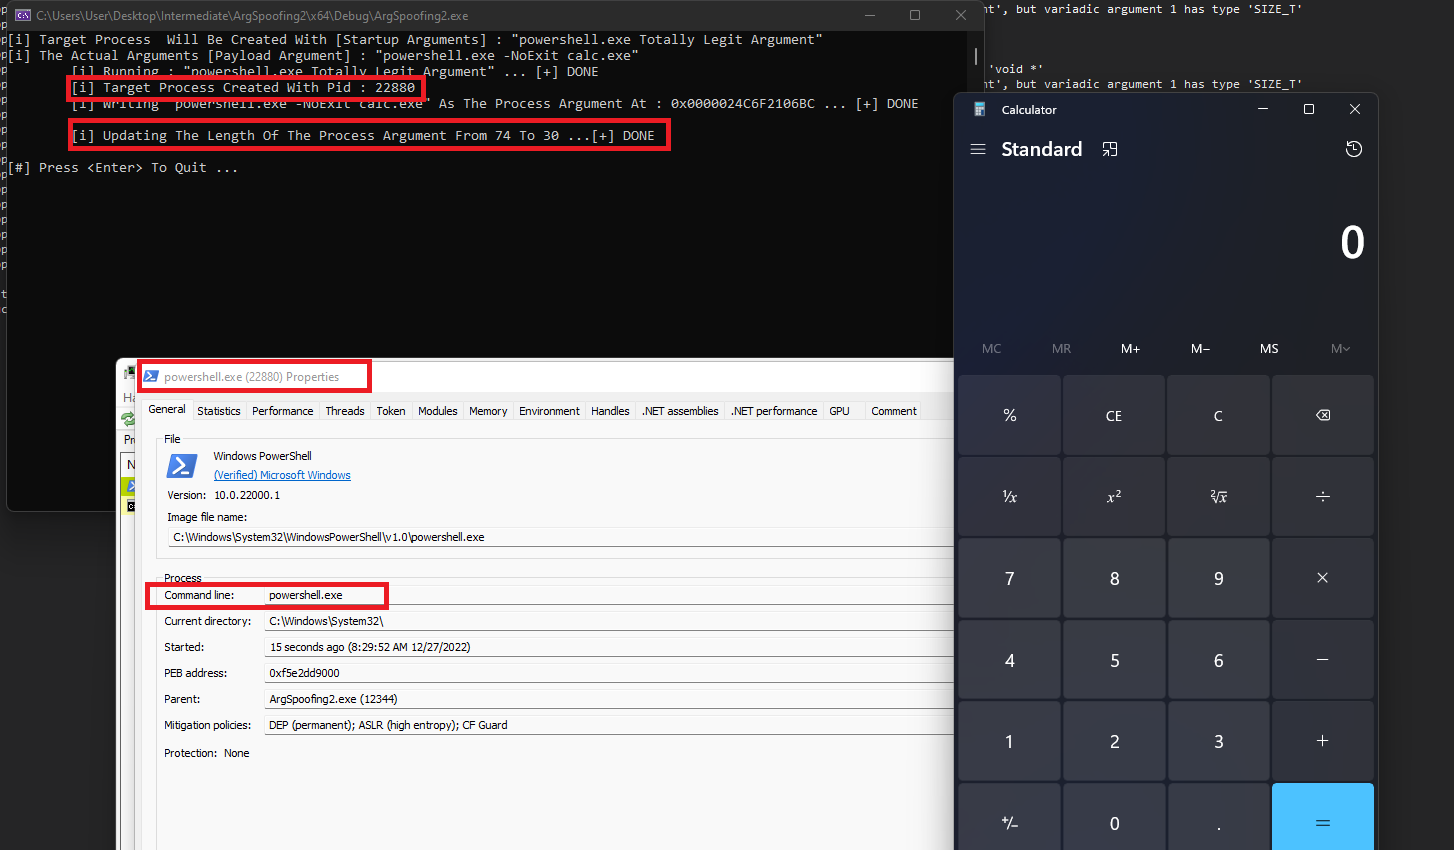 C:\Users\User\Desktop\Intermediate\ArgSpoofing2\x64\Debug\ArgSpoofing2.exe
[i] Target Process  Will Be Created With [Startup Arguments] : "powershell.exe Totally Legit Argument"
[i] The Actual Arguments [Payload Argument] : "powershell.exe -NoExit calc.exe"
[i] Running : "powershell.exe Totally Legit Argument" ... [+] DONE
[i] Target Process Created With Pid : 22880
[i] Writing "powershell.exe -NoExit calc.exe" As The Process Argument At : 0x0000024C6F2106BC ... [+] DONE
[i] Updating The Length Of The Process Argument From 74 To 30 ...[+] DONE
[#] Press <Enter> To Quit ...
', but variadic argument 1 has type 'SIZE_T'
'void *'
', but variadic argument 1 has type 'SIZE_T'
powershell.exe (22880) Properties
General Statistics Performance Threads Token Modules Memory Environment Handles .NET assemblies .NET performance GPU Comment
File
Windows PowerShell
(Verified) Microsoft Windows
Version: 10.0.22000.1
Image file name:
C:\Windows\System32\WindowsPowerShell\v1.0\powershell.exe
Process
Command line: powershell.exe
Current directory: C:\Windows\System32\
Started: 15 seconds ago (8:29:52 AM 12/27/2022)
PEB address: 0xf5e2dd9000
Parent: ArgSpoofing2.exe (12344)
Mitigation policies: DEP (permanent); ASLR (high entropy); CF Guard
Protection: None
Calculator
Standard
0
MC MR M+ M− MS M
% CE C
¹/x x² ²√x ÷
7 8 9 ×
4 5 6 −
1 2 3 +
+/− 0 . =